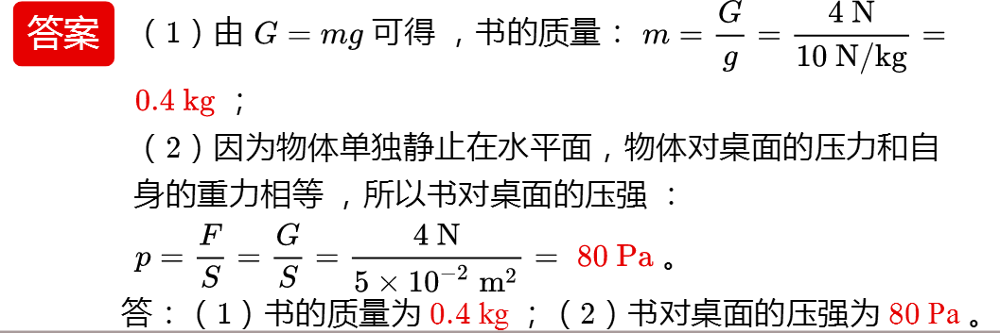 答案 (1)由 G = mg 可得 ,书的质量: m = G/g = 4 N/10 N/kg =
0.4 kg ;
(2)因为物体单独静止在水平面,物体对桌面的压力和自
身的重力相等 ,所以书对桌面的压强 :
p = F/S = G/S = 4 N/5 × 10⁻² m² = 80 Pa 。
答:(1)书的质量为 0.4 kg ;(2)书对桌面的压强为 80 Pa 。